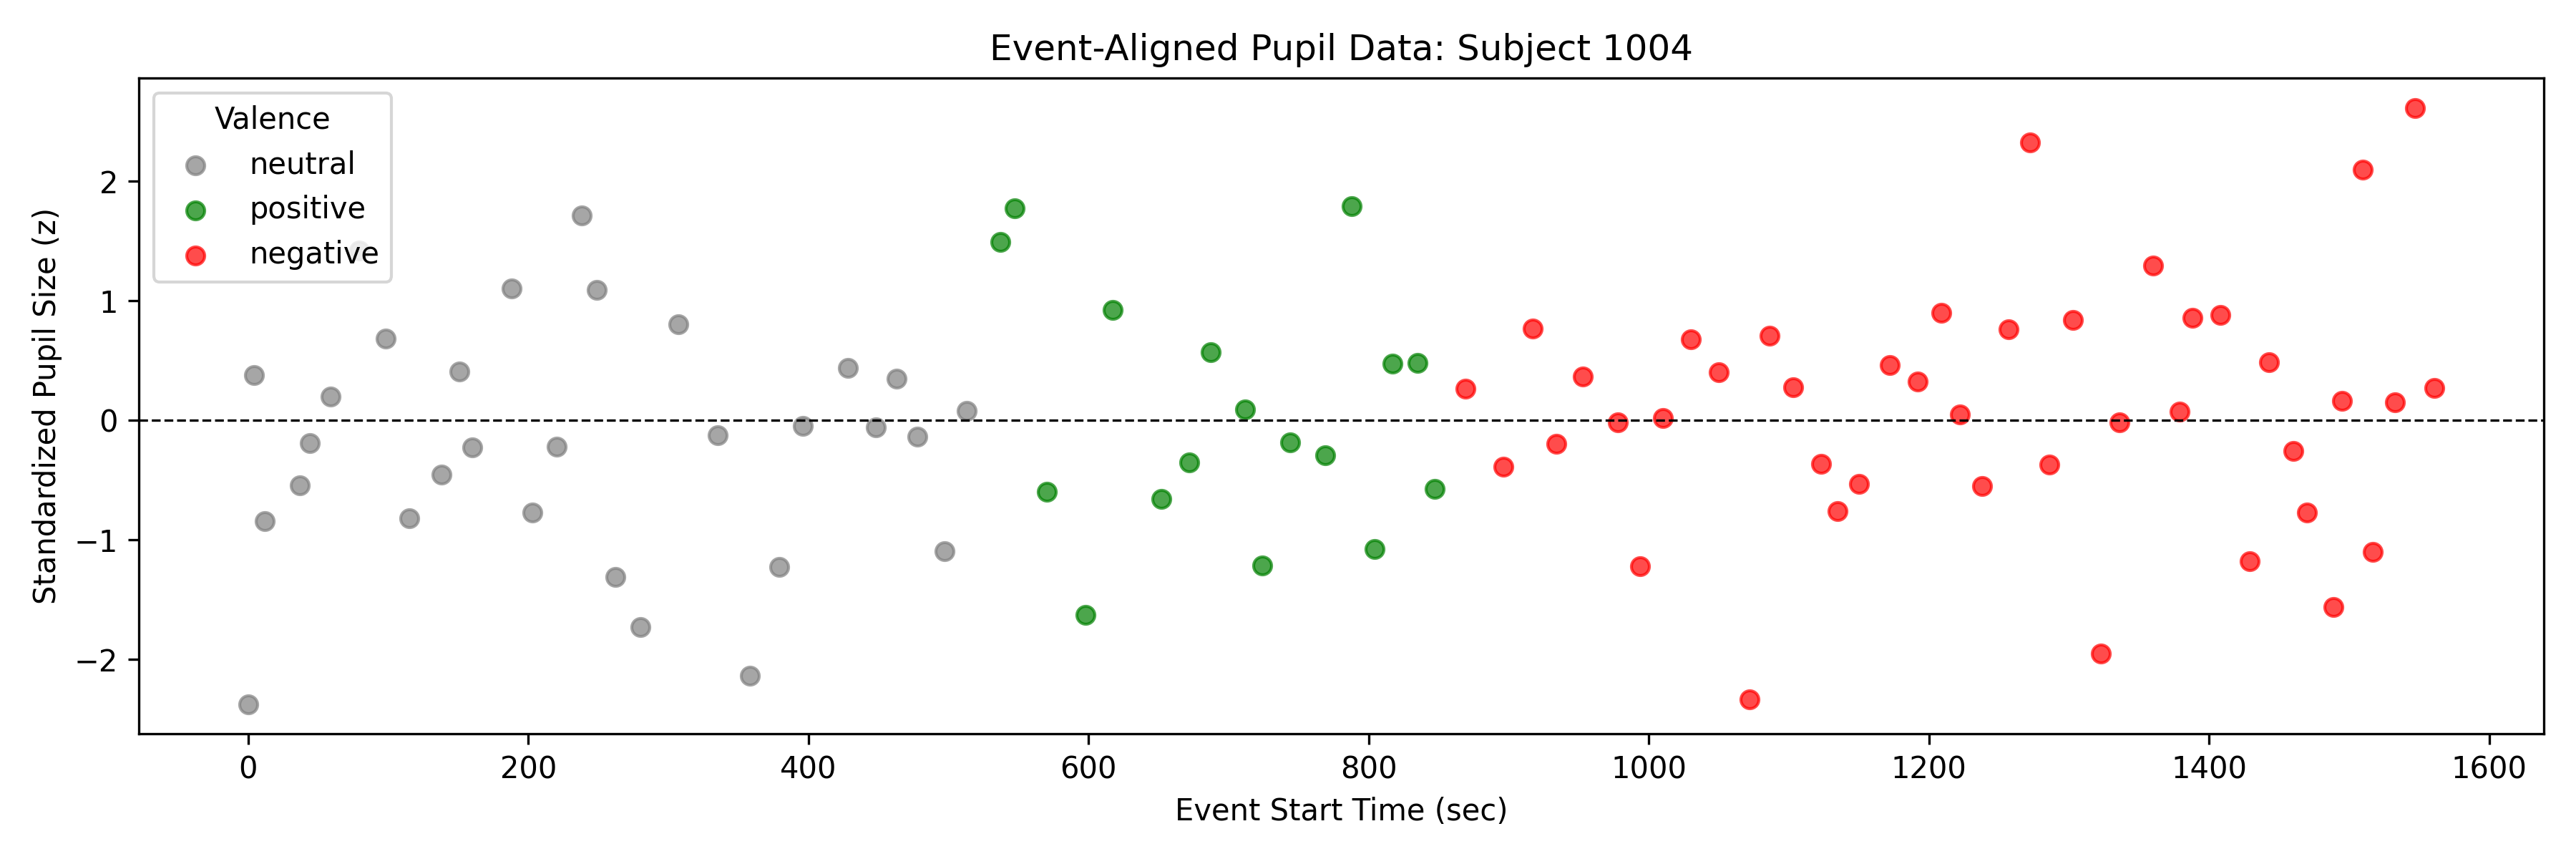 Event-Aligned Pupil Data: Subject 1004
Valence
neutral
positive
negative
Standardized Pupil Size (z)
2
1
0
−1
−2
0 200 400 600 800 1000 1200 1400 1600
Event Start Time (sec)